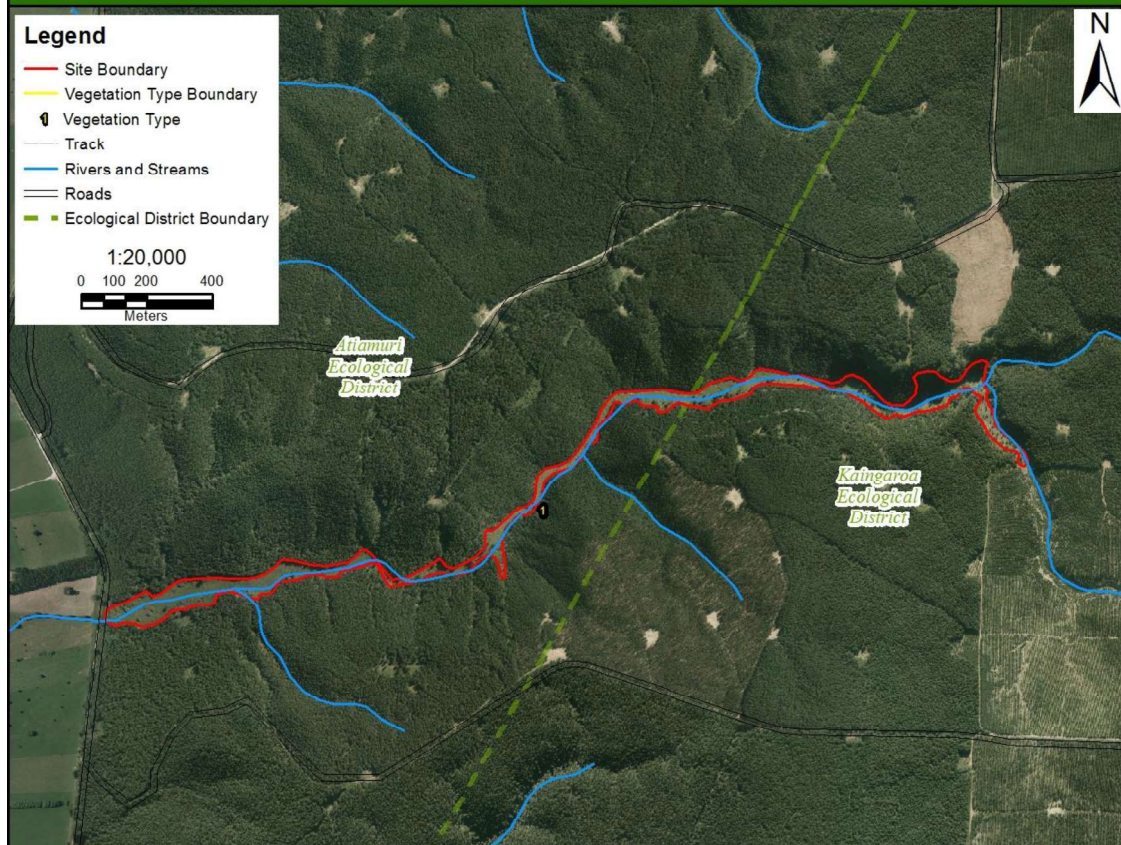 Legend
Site Boundary
Vegetation Type Boundary
1 Vegetation Type
Track
Rivers and Streams
Roads
Ecological District Boundary
1:20,000
0 100 200 400
Meters
N
Atiamuri
Ecological
District
Kaingaroa
Ecological
District
1